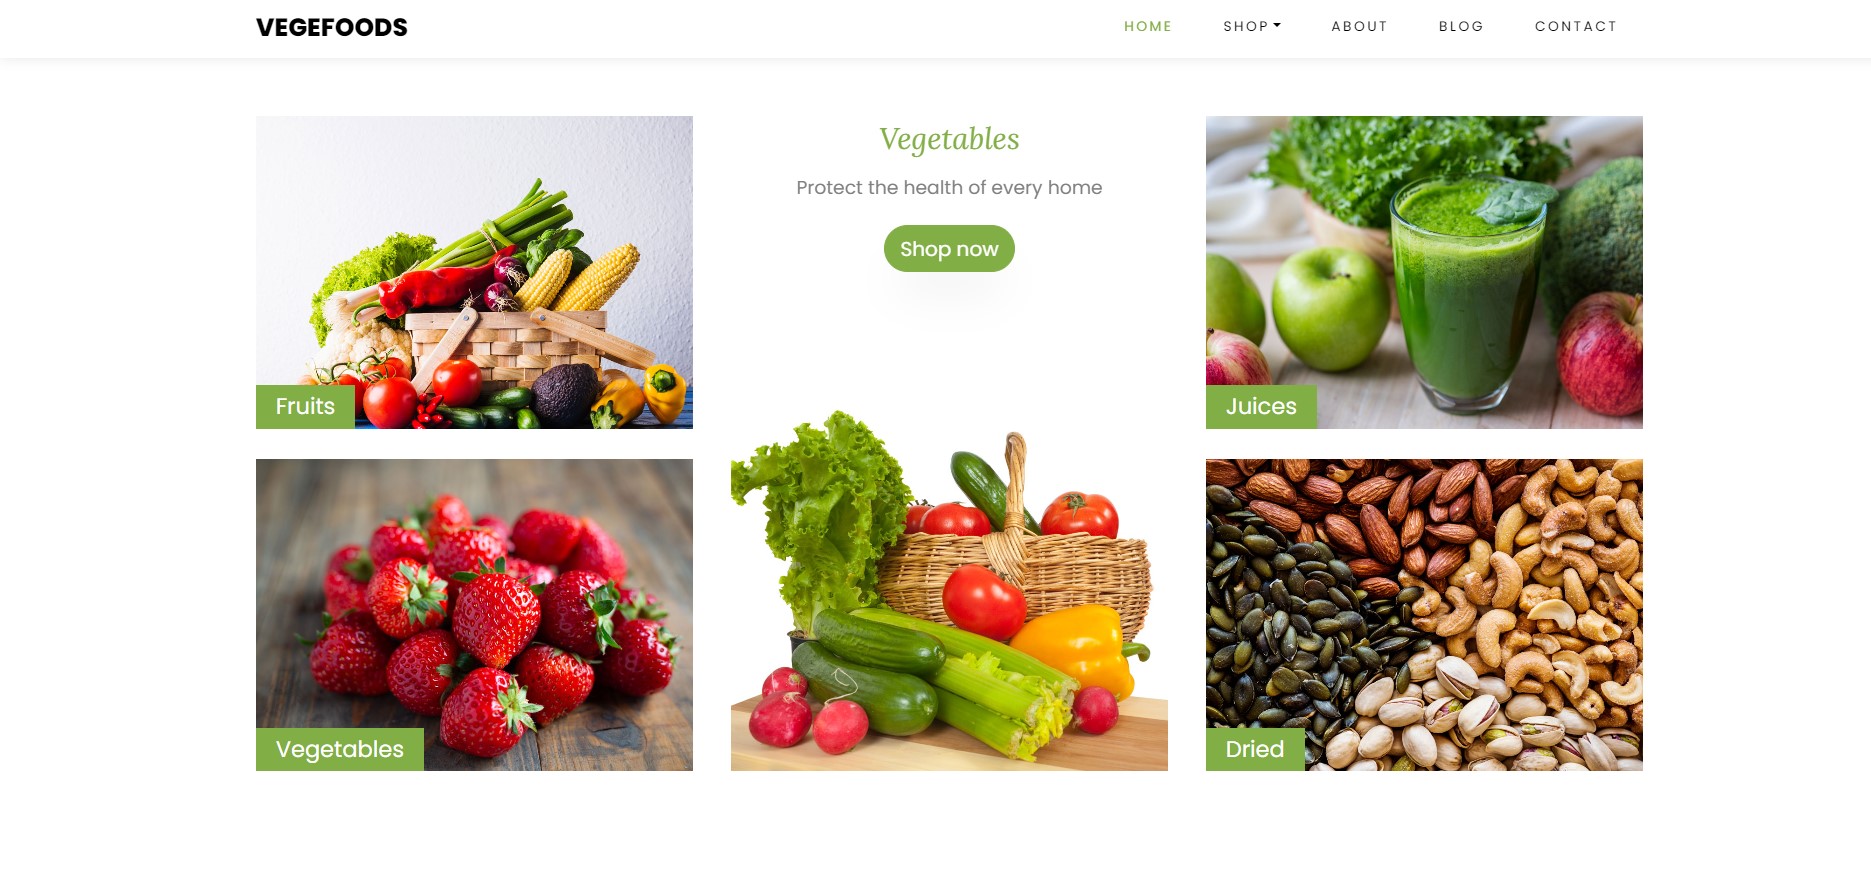 VEGEFOODS
HOME SHOP ABOUT BLOG CONTACT
Fruits
Vegetables
Vegetables
Protect the health of every home
Shop now
Juices
Dried